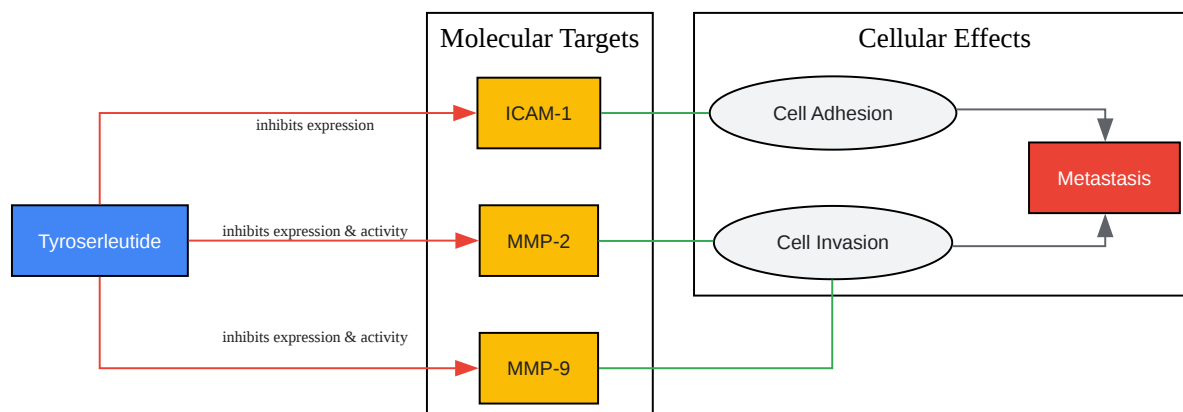 Molecular Targets
Cellular Effects
ICAM-1
Cell Adhesion
inhibits expression
Metastasis
Tyroserleutide
inhibits expression & activity
MMP-2
Cell Invasion
inhibits expression & activity
MMP-9